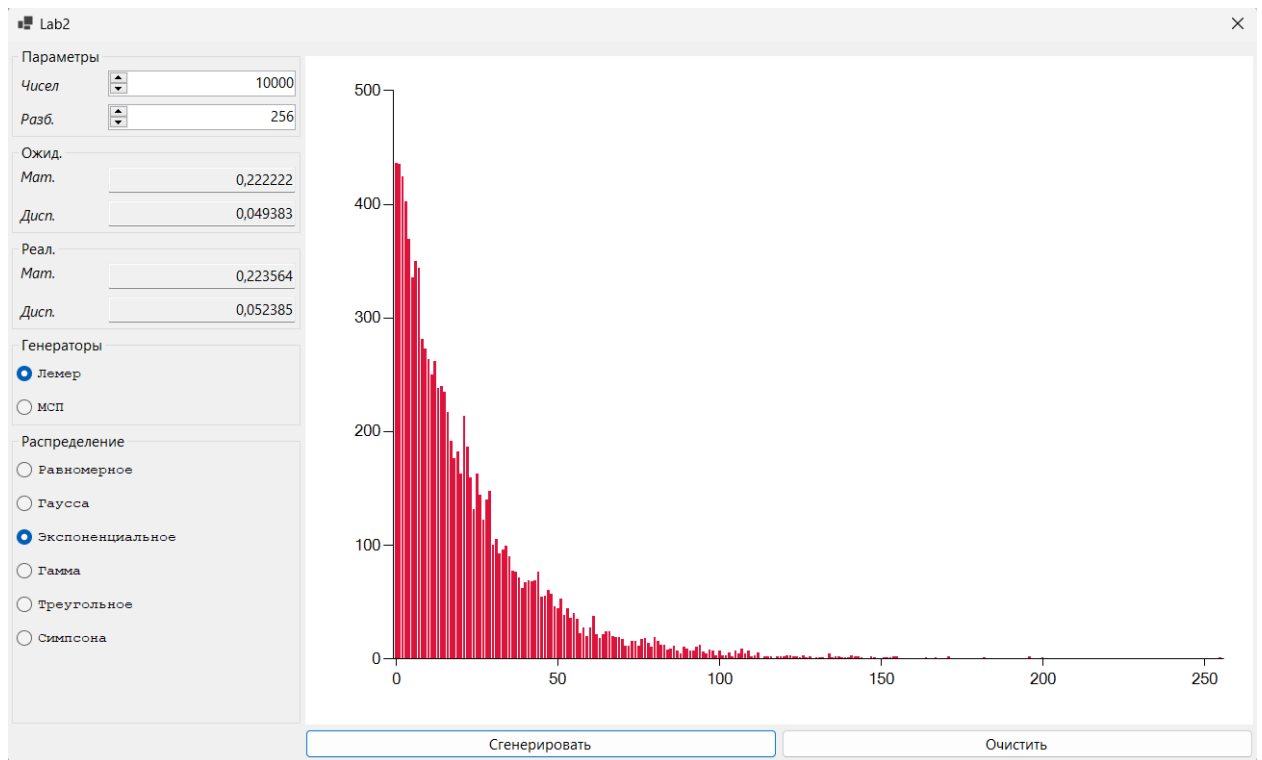 Lab2
Параметры
Чисел 10000
Разб. 256
Ожид.
Мат. 0,222222
Дисп. 0,049383
Реал.
Мат. 0,223564
Дисп. 0,052385
Генераторы
Лемер
МСП
Распределение
Равномерное
Гаусса
Экспоненциальное
Гамма
Треугольное
Симпсона
500
400
300
200
100
0
0 50 100 150 200 250
Сгенерировать Очистить